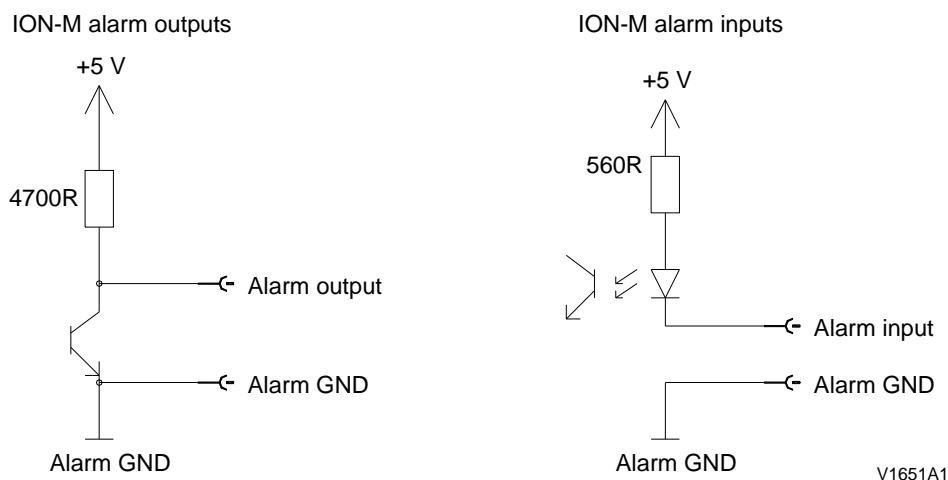 ION-M alarm outputs
+5 V
4700R
Alarm output
Alarm GND
Alarm GND
ION-M alarm inputs
+5 V
560R
Alarm input
Alarm GND
Alarm GND
V1651A1